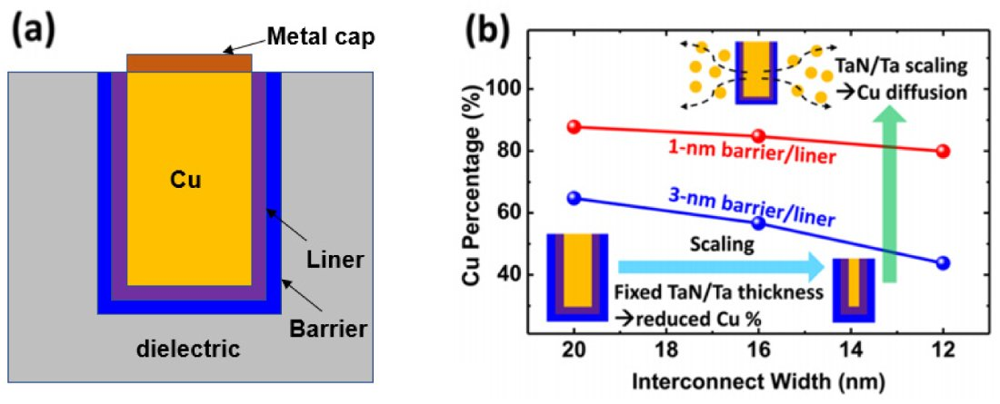 (a)
Metal cap
Cu
Liner
Barrier
dielectric
(b)
Cu Percentage (%)
100
80
60
40
TaN/Ta scaling
→Cu diffusion
1-nm barrier/liner
3-nm barrier/liner
Scaling
Fixed TaN/Ta thickness
→reduced Cu %
20
18
16
14
12
Interconnect Width (nm)